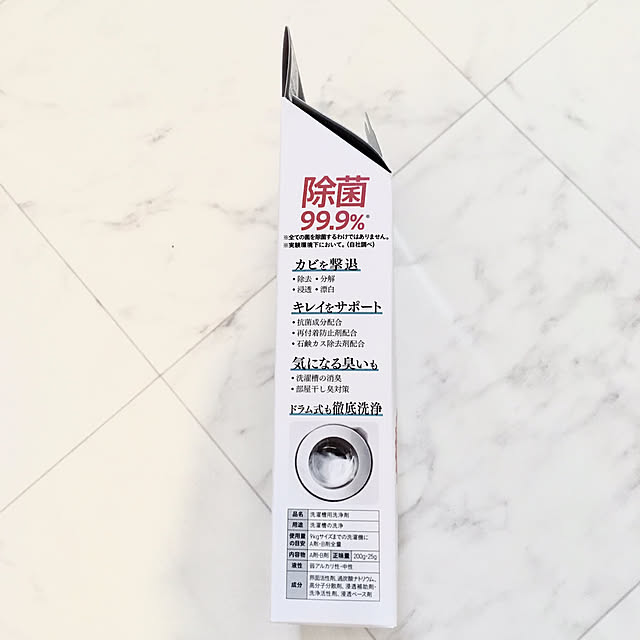 除菌
99.9%※
※全ての菌を除菌するわけではありません。
※実験環境下において。(自社調べ)
カビを撃退
・除去 ・分解
・浸透 ・漂白
キレイをサポート
・抗菌成分配合
・再付着防止剤配合
・石鹸カス除去剤配合
気になる臭いも
・洗濯槽の消臭
・部屋干し臭対策
ドラム式も徹底洗浄
品名 洗濯槽用洗浄剤
用途 洗濯槽の洗浄
使用量の目安 9kgサイズまでの洗濯機にA剤・B剤全量
内容物 A剤・B剤 正味量 200g・25g
液性 弱アルカリ性・中性
成分 界面活性剤、過炭酸ナトリウム、
高分子分散剤、浸透補助剤・
洗浄活性剤、浸透ベース剤